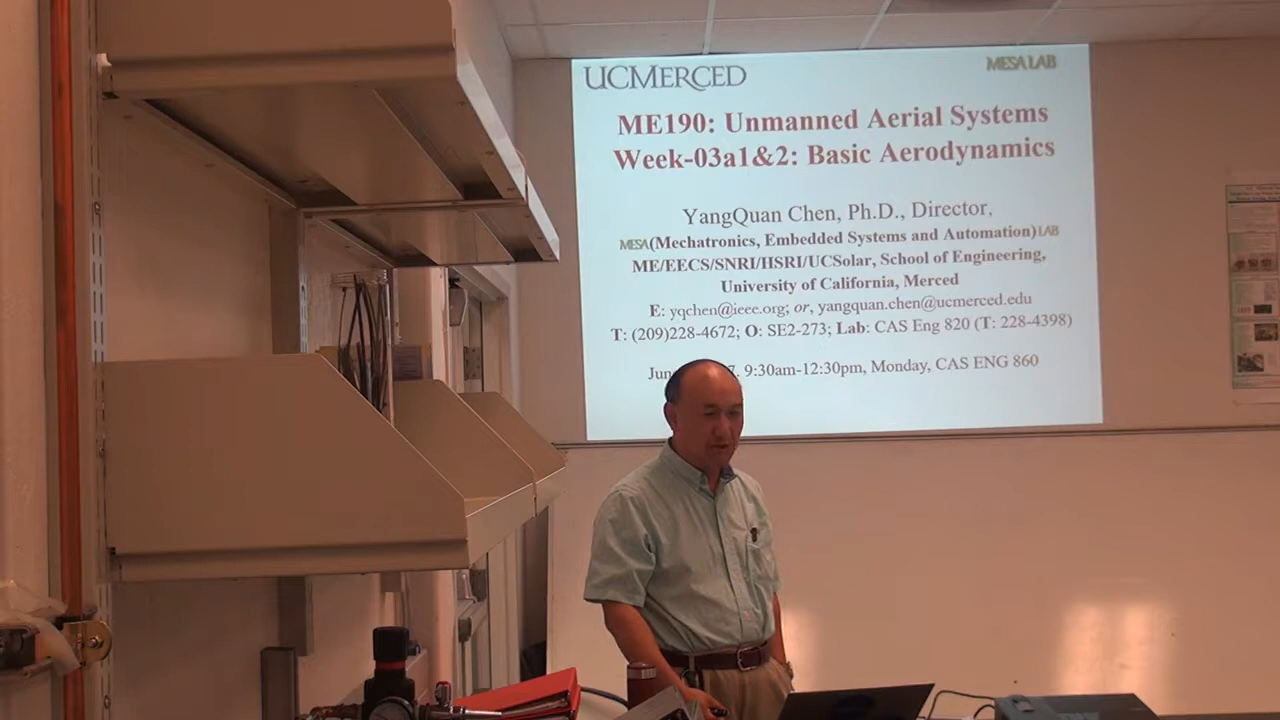 UCMERCED
MESA LAB
ME190: Unmanned Aerial Systems
Week-03a1&2: Basic Aerodynamics
YangQuan Chen, Ph.D., Director,
MESA(Mechatronics, Embedded Systems and Automation)LAB
ME/EECS/SNRI/HSRI/UCSolar, School of Engineering,
University of California, Merced
E: yqchen@ieee.org; or, yangquan.chen@ucmerced.edu
T: (209)228-4672; O: SE2-273; Lab: CAS Eng 820 (T: 228-4398)
9:30am-12:30pm, Monday, CAS ENG 860